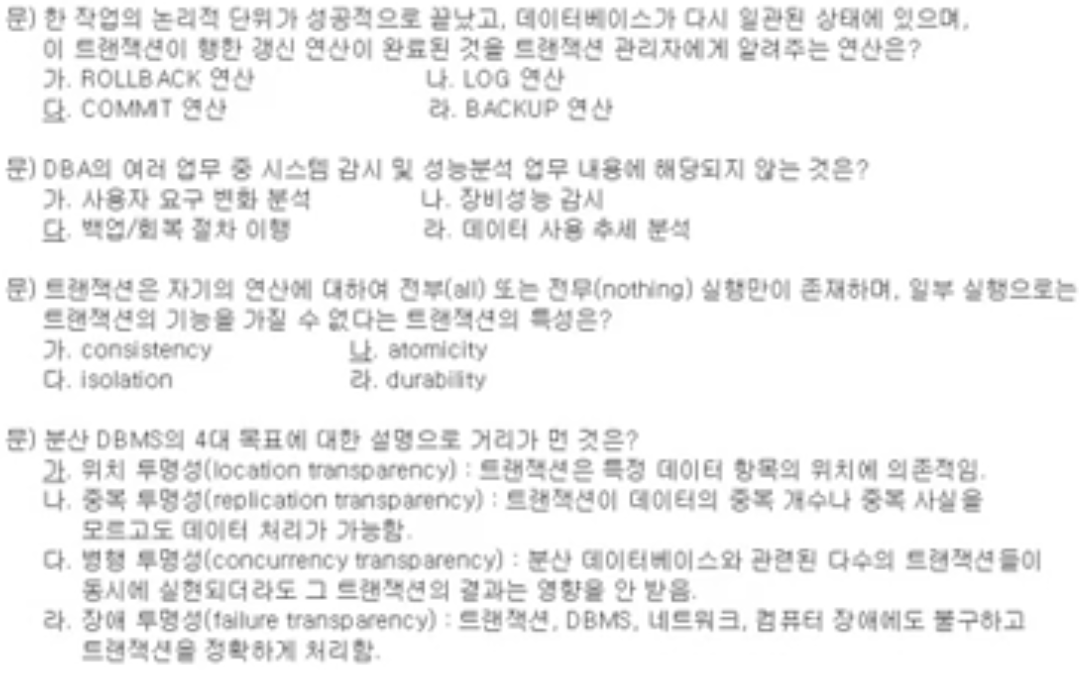 문) 한 작업의 논리적 단위가 성공적으로 끝났고, 데이터베이스가 다시 일관된 상태에 있으며,
이 트랜잭션이 행한 갱신 연산이 완료된 것을 트랜잭션 관리자에게 알려주는 연산은?
가. ROLLBACK 연산 나. LOG 연산
다. COMMIT 연산 라. BACKUP 연산
문) DBA의 여러 업무 중 시스템 감시 및 성능분석 업무 내용에 해당되지 않는 것은?
가. 사용자 요구 변화 분석 나. 장비성능 감시
다. 백업/회복 절차 이행 라. 데이터 사용 추세 분석
문) 트랜잭션은 자기의 연산에 대하여 전부(all) 또는 전무(nothing) 실행만이 존재하며, 일부 실행으로는
트랜잭션의 기능을 가질 수 없다는 트랜잭션의 특성은?
가. consistency 나. atomicity
다. isolation 라. durability
문) 분산 DBMS의 4대 목표에 대한 설명으로 거리가 먼 것은?
가. 위치 투명성(location transparency) : 트랜잭션은 특정 데이터 항목의 위치에 의존적임.
나. 중복 투명성(replication transparency) : 트랜잭션이 데이터의 중복 개수나 중복 사실을
모르고도 데이터 처리가 가능함.
다. 병행 투명성(concurrency transparency) : 분산 데이터베이스와 관련된 다수의 트랜잭션들이
동시에 실현되더라도 그 트랜잭션의 결과는 영향을 안 받음.
라. 장애 투명성(failure transparency) : 트랜잭션, DBMS, 네트워크, 컴퓨터 장애에도 불구하고
트랜잭션을 정확하게 처리함.